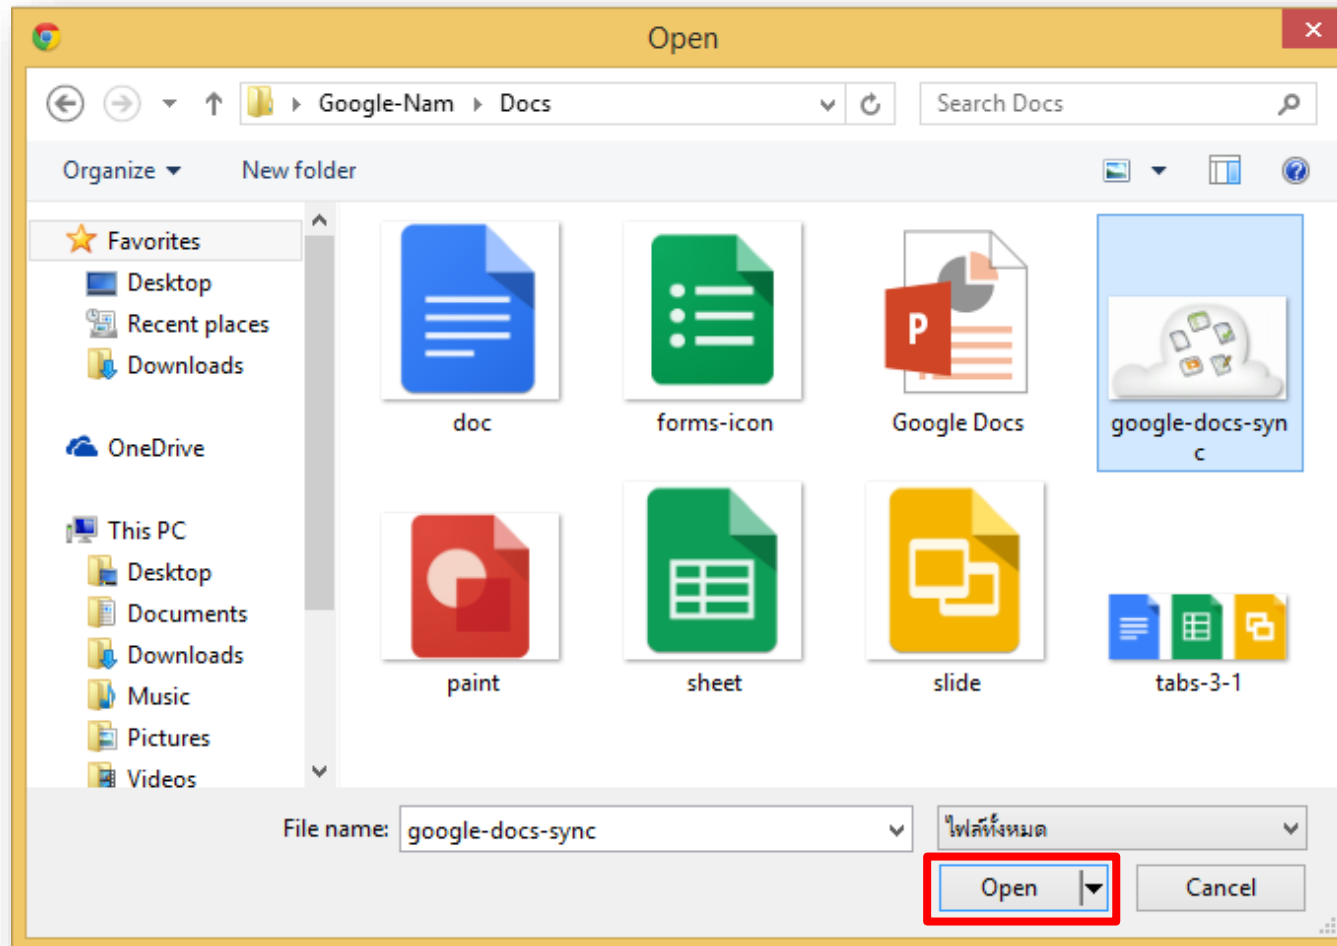 Open
Google-Nam Docs
Search Docs
Organize New folder
Favorites
Desktop
Recent places
Downloads
OneDrive
This PC
Desktop
Documents
Downloads
Music
Pictures
Videos
doc
forms-icon
P
Google Docs
google-docs-syn
c
paint
sheet
slide
tabs-3-1
File name: google-docs-sync
ไฟล์ทั้งหมด
Open Cancel